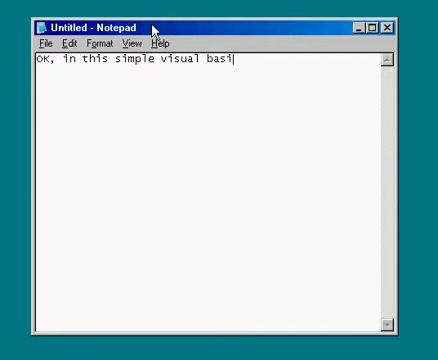 Untitled - Notepad
File Edit Format View Help
OK, in this simple visual basi